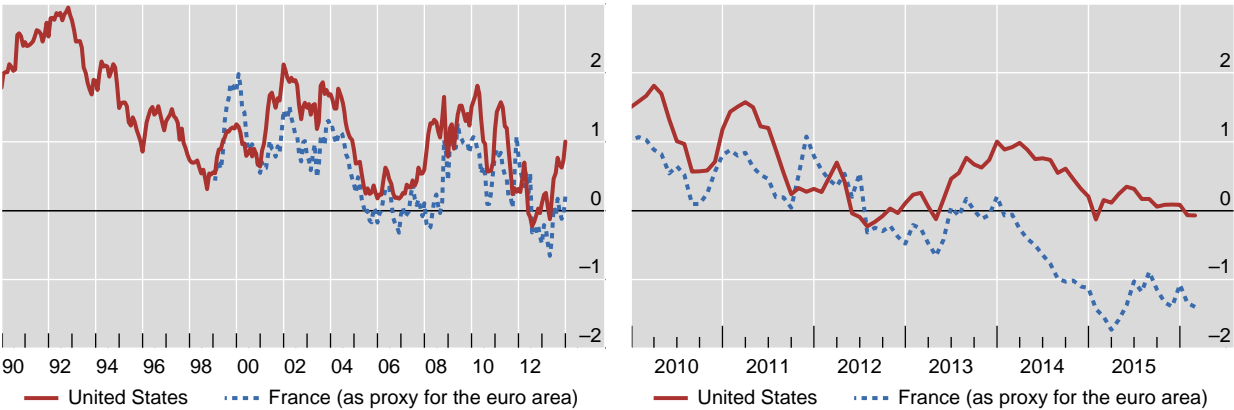 2
1
0
–1
–2
90 92 94 96 98 00 02 04 06 08 10 12
United States France (as proxy for the euro area)
2
1
0
–1
–2
2010 2011 2012 2013 2014 2015
United States France (as proxy for the euro area)